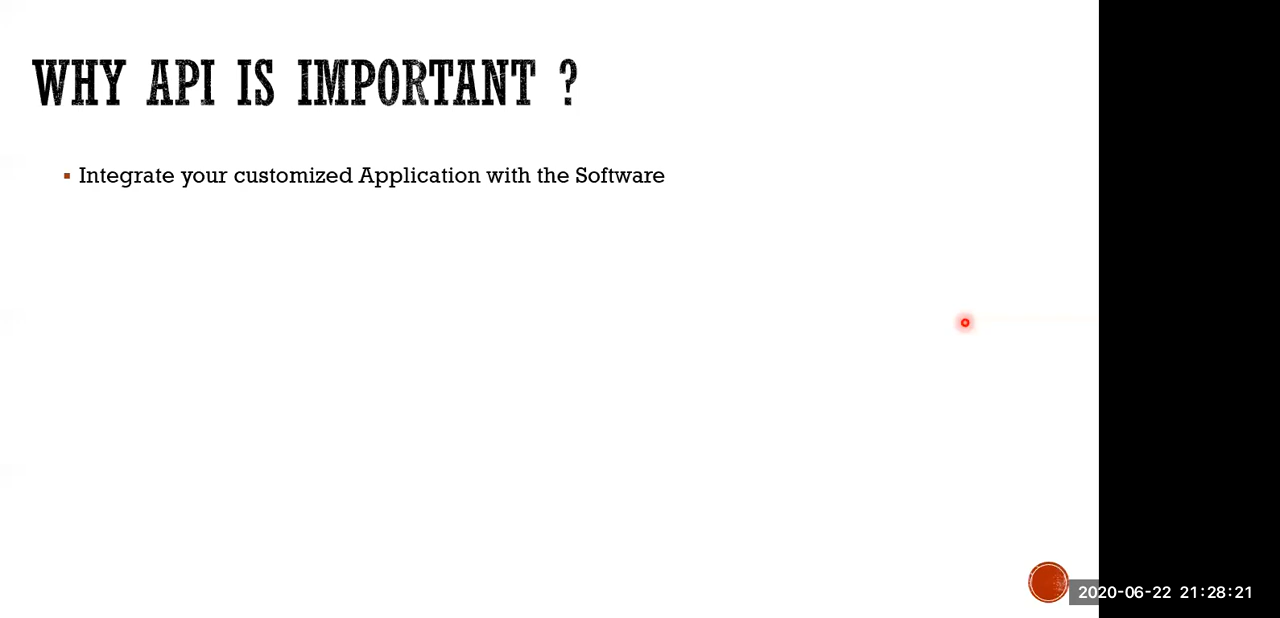 WHY API IS IMPORTANT ?
Integrate your customized Application with the Software
2020-06-22 21:28:21